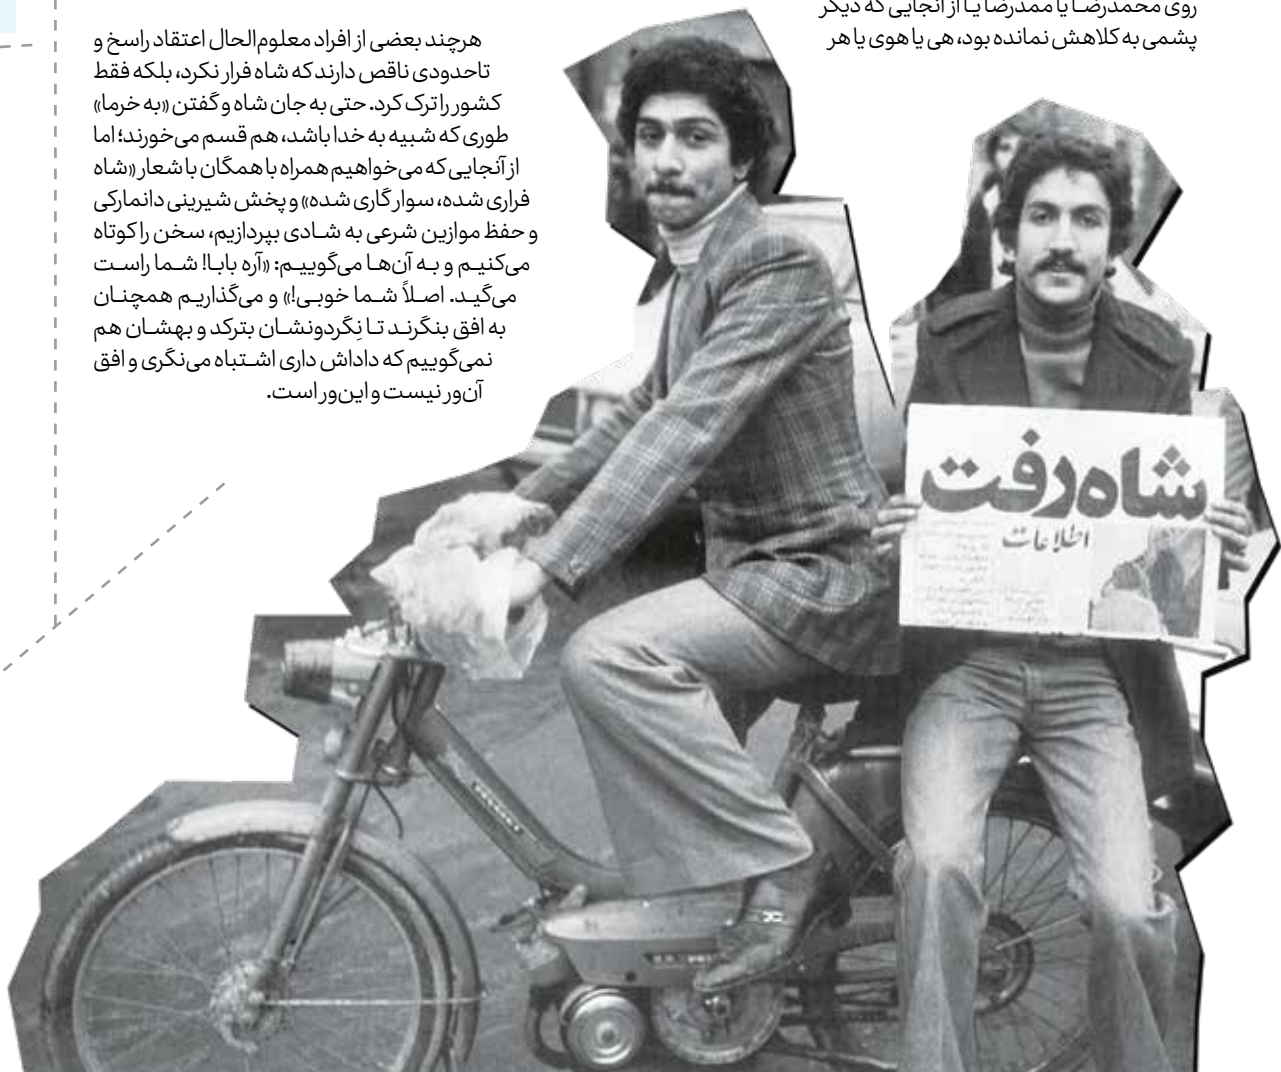 روی محمدرضا یا ممدرضا یا از آنجایی که دیگر
پشمی به کلاهش نمانده بود، هی یا هوی یا هر
هرچند بعضی از افراد معلوم‌الحال اعتقاد راسخ و
تاحدودی ناقص دارند که شاه فرار نکرد، بلکه فقط
کشور را ترک کرد. حتی به جان شاه و گفتن «به خرما»
طوری که شبیه به خدا باشد، هم قسم می‌خورند؛ اما
از آنجایی که می‌خواهیم همراه با همگان با شعار «شاه
فراری شده، سوار گاری شده» و پخش شیرینی دانمارکی
و حفظ موازین شرعی به شادی بپردازیم، سخن را کوتاه
می‌کنیم و به آن‌ها می‌گوییم: «آره بابا! شما راست
می‌گید. اصلاً شما خوبی!» و می‌گذاریم همچنان
به افق بنگرند تا نِگردونشان بترکد و بهشان هم
نمی‌گوییم که داداش داری اشتباه می‌نگری و افق
آن‌ور نیست و این‌ور است.
شاه رفت
اطلاعات
PEUGEOT